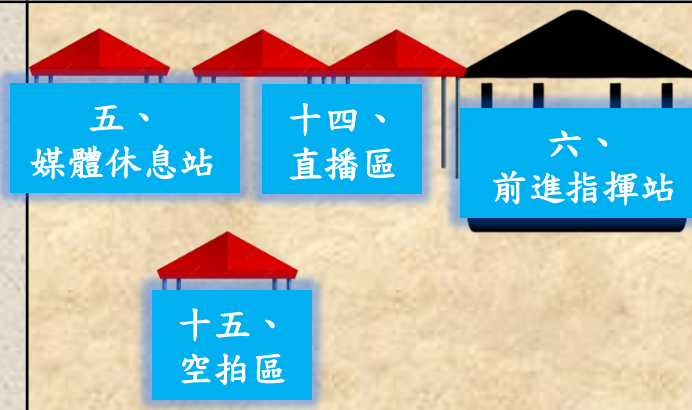 五、
媒體休息站
十四、
直播區
六、
前進指揮站
十五、
空拍區